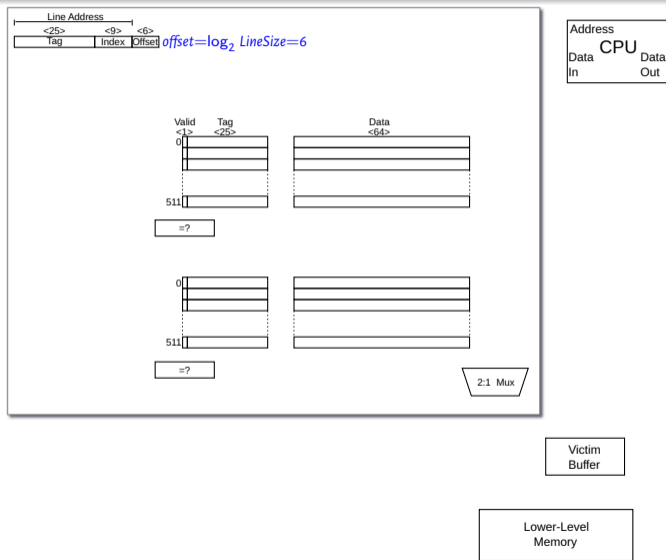 Line Address
<25> <9> <6>
Tag Index Offset offset=log2 LineSize=6
Address
CPU
Data In
Data Out
Valid Tag Data
<1> <25> <64>
0
511
=?
0
511
=?
2:1 Mux
Victim
Buffer
Lower-Level
Memory